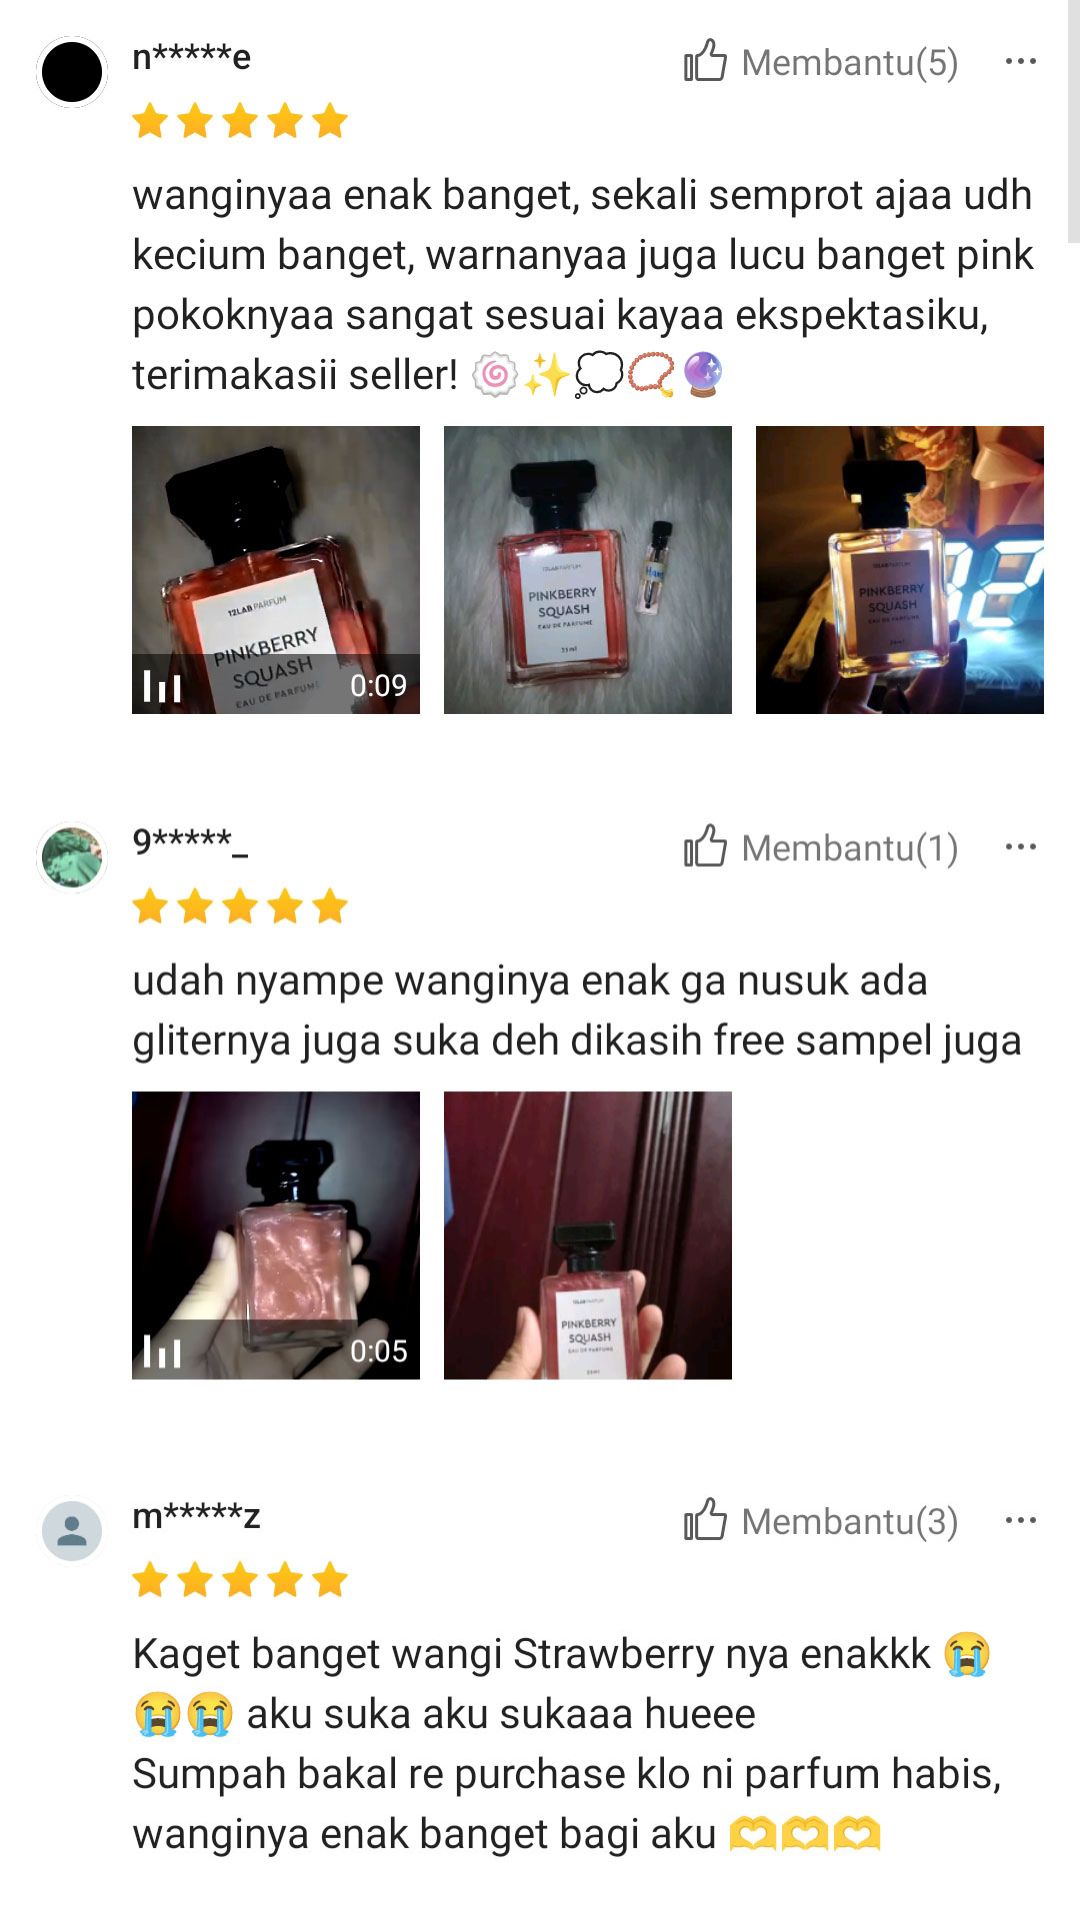 n*****e
Membantu(5)
wanginyaa enak banget, sekali semprot ajaa udh
kecium banget, warnanyaa juga lucu banget pink
pokoknyaa sangat sesuai kayaa ekspektasiku,
terimakasii seller! 🍥✨💭📿🔮
12LAB PARFUM
PINKBERRY
SQUASH
EAU DE PARFUME
0:09
12LAB PARFUM
PINKBERRY
SQUASH
EAU DE PARFUME
35ml
12LAB PARFUM
PINKBERRY
SQUASH
EAU DE PARFUME
35ml
9*****_
Membantu(1)
udah nyampe wanginya enak ga nusuk ada
gliternya juga suka deh dikasih free sampel juga
0:05
12LAB PARFUM
PINKBERRY
SQUASH
EAU DE PARFUME
35ml
m*****z
Membantu(3)
Kaget banget wangi Strawberry nya enakkk 😭
😭😭 aku suka aku sukaaa hueee
Sumpah bakal re purchase klo ni parfum habis,
wanginya enak banget bagi aku 🫶🫶🫶